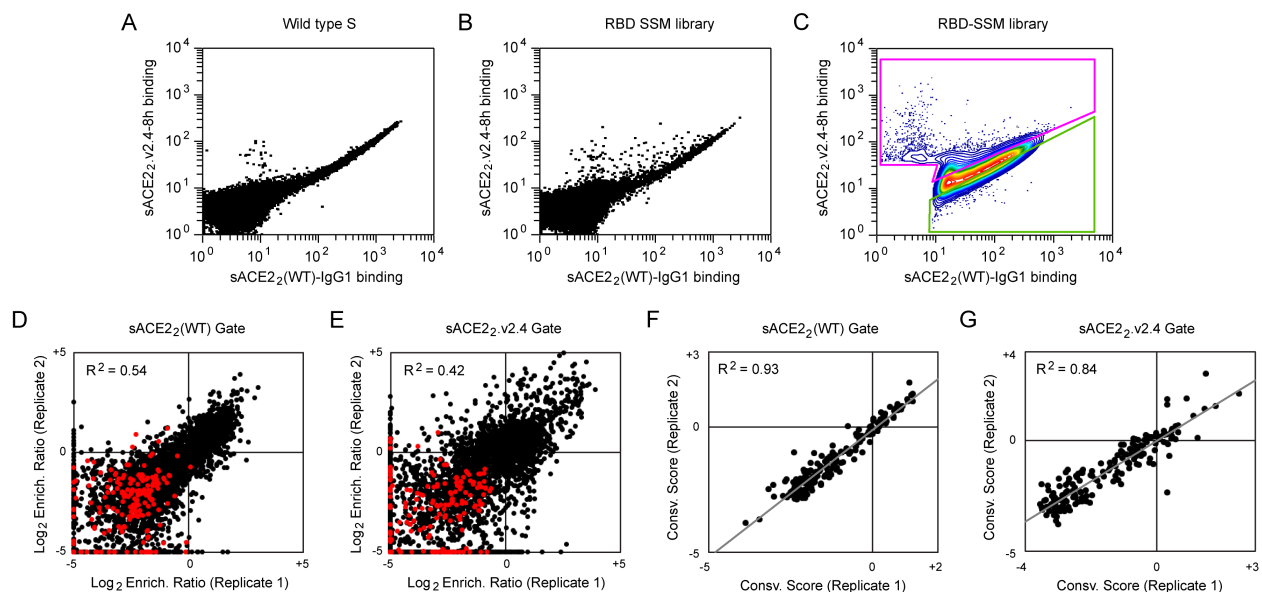 A
Wild type S
sACE2₂.v2.4-8h binding
10⁴
10³
10²
10¹
10⁰
10⁰ 10¹ 10² 10³ 10⁴
sACE2₂(WT)-IgG1 binding
B
RBD SSM library
sACE2₂.v2.4-8h binding
10⁴
10³
10²
10¹
10⁰
10⁰ 10¹ 10² 10³ 10⁴
sACE2₂(WT)-IgG1 binding
C
RBD-SSM library
sACE2₂.v2.4-8h binding
10⁴
10³
10²
10¹
10⁰
10⁰ 10¹ 10² 10³ 10⁴
sACE2₂(WT)-IgG1 binding
D
sACE2₂(WT) Gate
Log₂ Enrich. Ratio (Replicate 2)
+5
R² = 0.54
0
-5
-5 0 +5
Log₂ Enrich. Ratio (Replicate 1)
E
sACE2₂.v2.4 Gate
Log₂ Enrich. Ratio (Replicate 2)
+5
R² = 0.42
0
-5
-5 0 +5
Log₂ Enrich. Ratio (Replicate 1)
F
sACE2₂(WT) Gate
Consv. Score (Replicate 2)
+3
R² = 0.93
0
-5
-5 0 +2
Consv. Score (Replicate 1)
G
sACE2₂.v2.4 Gate
Consv. Score (Replicate 2)
+4
R² = 0.84
0
-5
-4 0 +3
Consv. Score (Replicate 1)